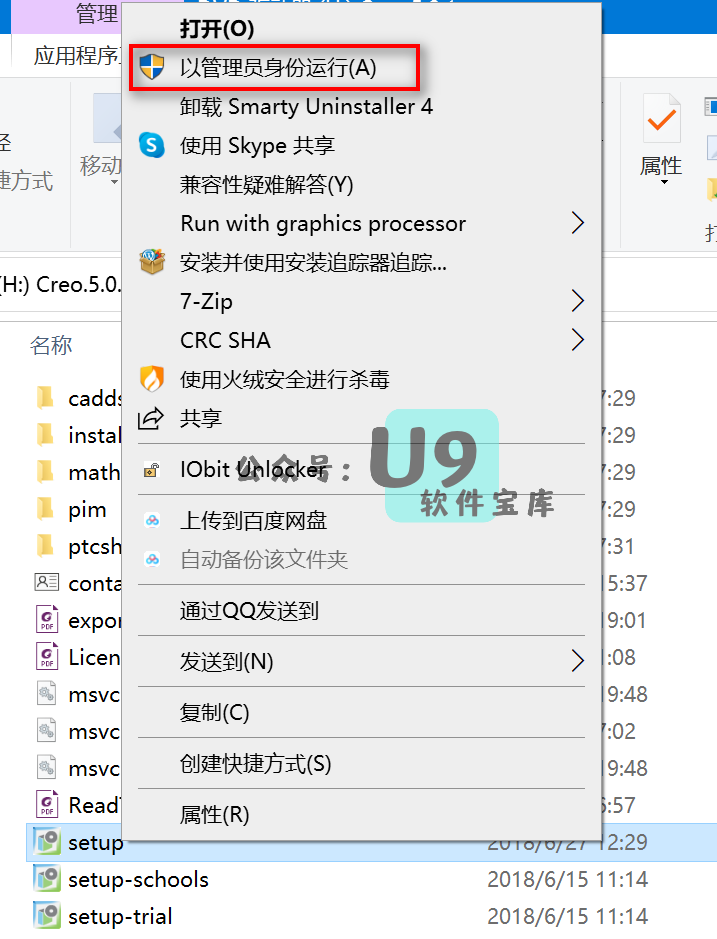 管理
应用程序
打开(O)
以管理员身份运行(A)
卸载 Smarty Uninstaller 4
使用 Skype 共享
兼容性疑难解答(Y)
Run with graphics processor
安装并使用安装追踪器追踪...
7-Zip
CRC SHA
使用火绒安全进行杀毒
共享
IObit Unlocker
上传到百度网盘
自动备份该文件夹
通过QQ发送到
发送到(N)
复制(C)
创建快捷方式(S)
属性(R)
移动
捷方式
属性
(H:) Creo.5.0.
名称
cadds
instal
math
pim
ptcsh
conta
expor
Licen
msvc
msvc
msvc
Read
setup
setup-schools
setup-trial
7:29
7:29
7:29
7:29
7:31
15:37
19:01
1:08
19:48
7:02
19:48
6:57
2018/6/27 12:29
2018/6/15 11:14
2018/6/15 11:14
公众号：U9
软件宝库